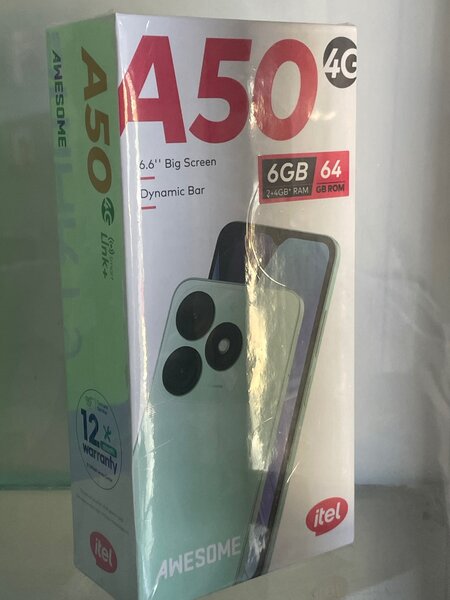 AWESOME
A50
4G
Link+
12
warranty
itel
A50
4G
6.6'' Big Screen
Dynamic Bar
6GB
2+4GB* RAM
64
GB ROM
AWESOME
itel